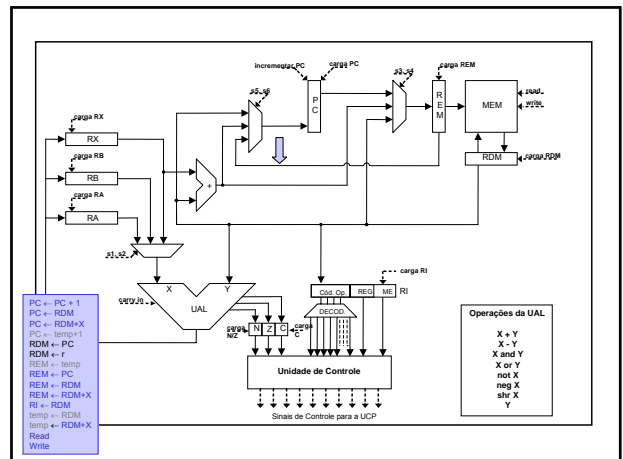 incrementar PC
carga PC
carga REM
s5, s6
s3, s4
PC
REM
MEM
read
write
carga RX
RX
carga RB
RB
carga RA
RA
RDM
carga RDM
+
s1, s2
carga RI
X
Y
UAL
carry in
Cód. Op.
REG
ME
RI
DECOD.
carga N/Z
N
Z
C
carga C
Unidade de Controle
Sinais de Controle para a UCP
Operações da UAL
X + Y
X - Y
X and Y
X or Y
not X
neg X
shr X
Y
PC ← PC + 1
PC ← RDM
PC ← RDM+X
PC ← temp+1
RDM ← PC
RDM ← r
REM ← temp
REM ← PC
REM ← RDM
REM ← RDM+X
RI ← RDM
temp ← RDM
temp ← RDM+X
Read
Write